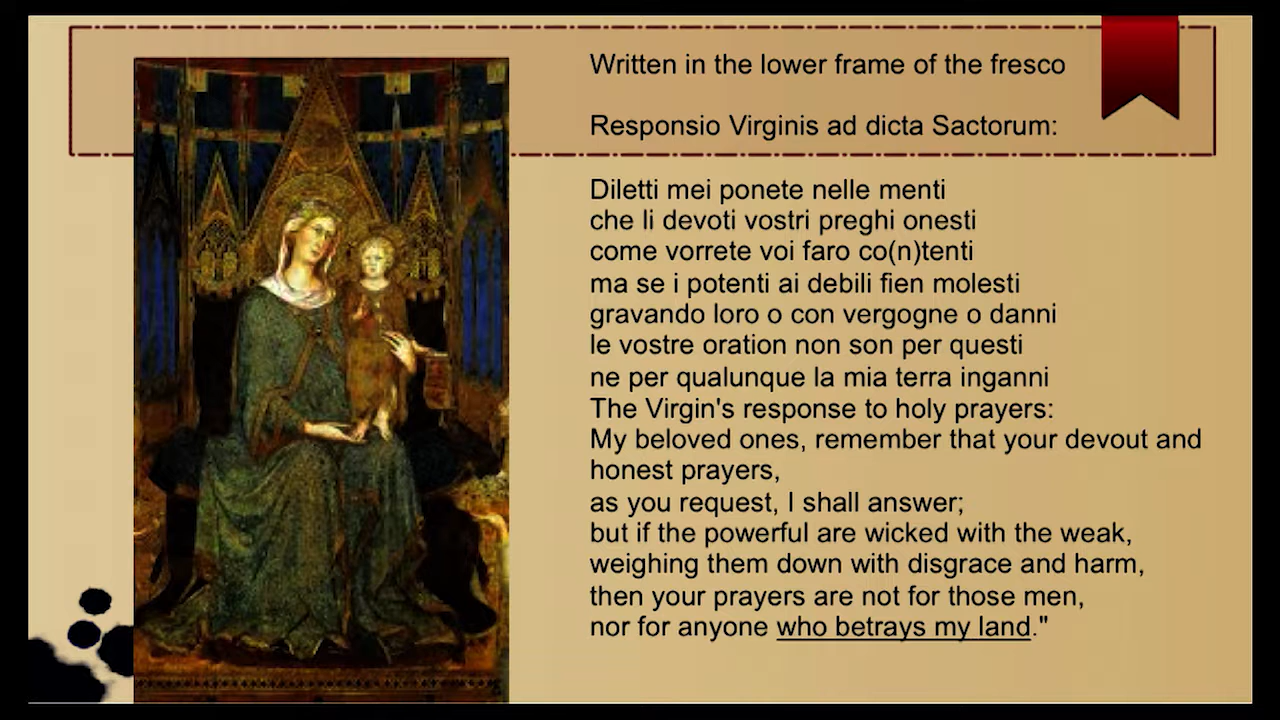 Written in the lower frame of the fresco
Responsio Virginis ad dicta Sactorum:
Diletti mei ponete nelle menti
che li devoti vostri preghi onesti
come vorrete voi faro co(n)tenti
ma se i potenti ai debili fien molesti
gravando loro o con vergogne o danni
le vostre oration non son per questi
ne per qualunque la mia terra inganni
The Virgin's response to holy prayers:
My beloved ones, remember that your devout and
honest prayers,
as you request, I shall answer;
but if the powerful are wicked with the weak,
weighing them down with disgrace and harm,
then your prayers are not for those men,
nor for anyone who betrays my land."